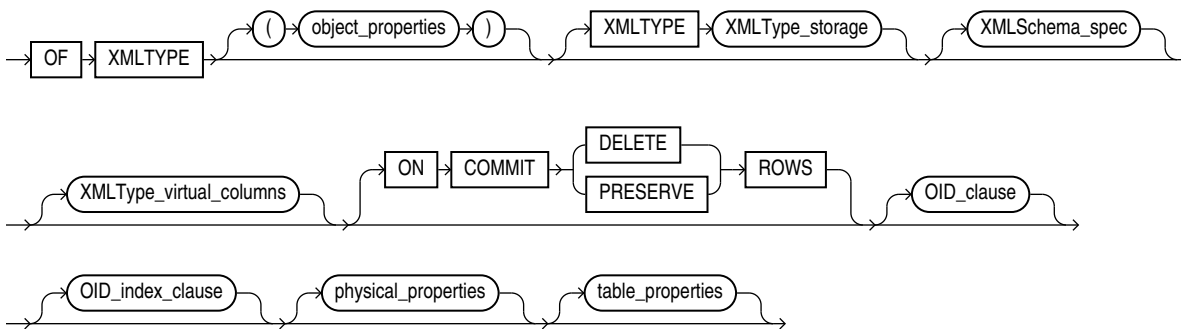 ( object_properties ) XMLTYPE XMLType_storage XMLSchema_spec
OF XMLTYPE
DELETE
XMLType_virtual_columns ON COMMIT ROWS OID_clause
PRESERVE
OID_index_clause physical_properties table_properties